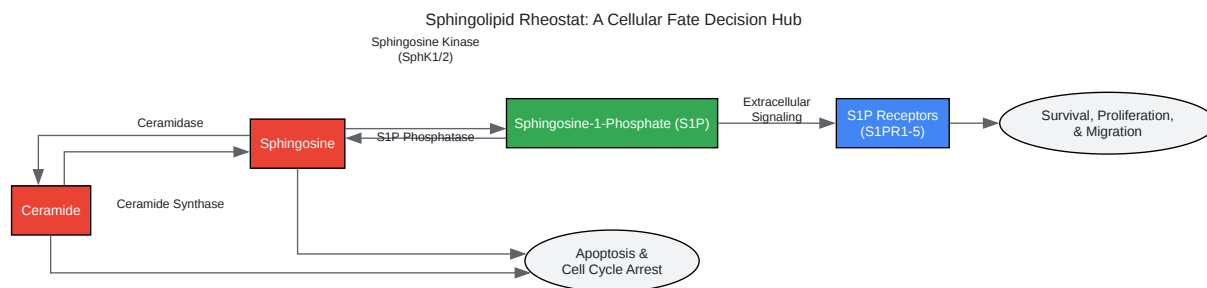 Sphingolipid Rheostat: A Cellular Fate Decision Hub
Sphingosine Kinase
(SphK1/2)
Ceramidase
Sphingosine
S1P Phosphatase
Sphingosine-1-Phosphate (S1P)
Extracellular
Signaling
S1P Receptors
(S1PR1-5)
Survival, Proliferation,
& Migration
Ceramide
Ceramide Synthase
Apoptosis &
Cell Cycle Arrest